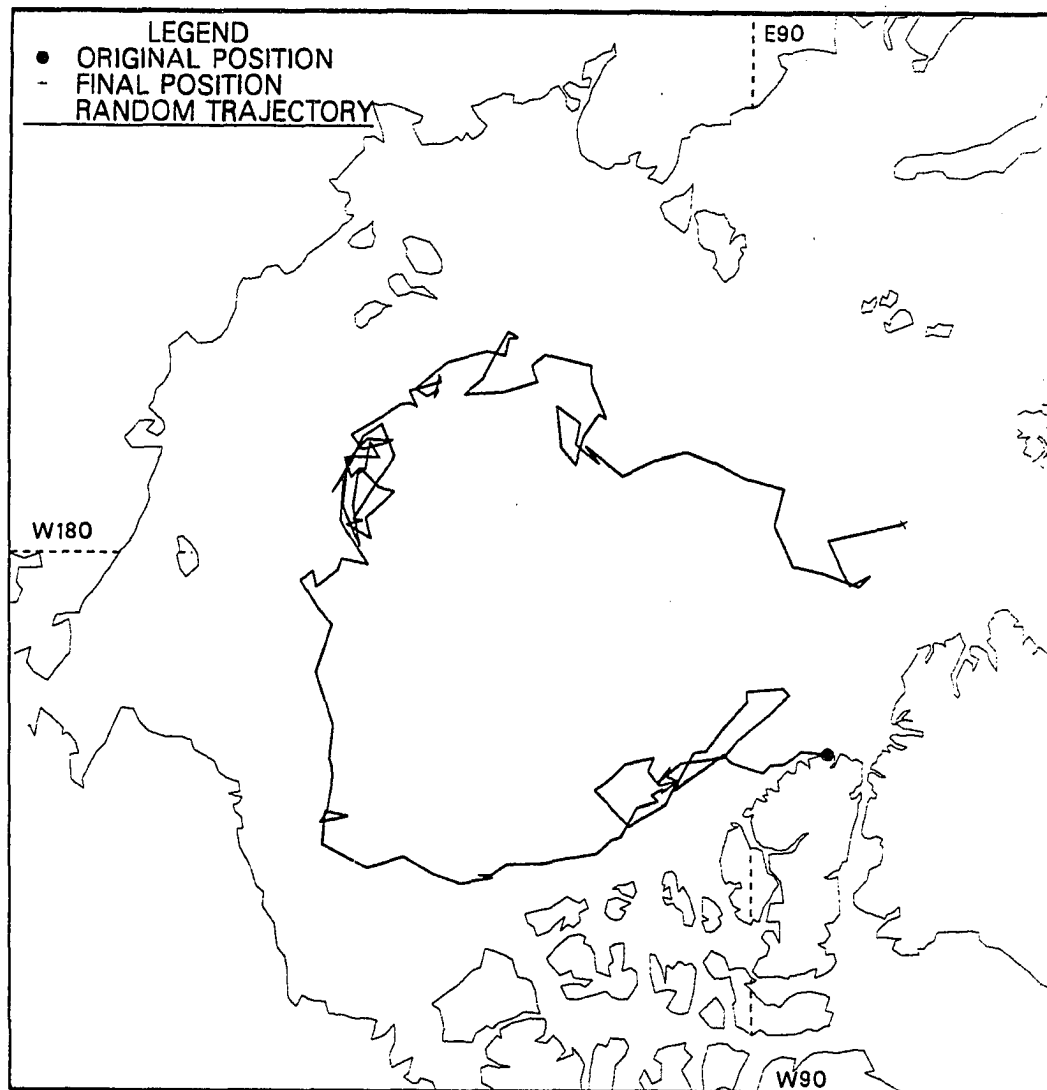 LEGEND
● ORIGINAL POSITION
- FINAL POSITION
RANDOM TRAJECTORY
E90
W180
W90